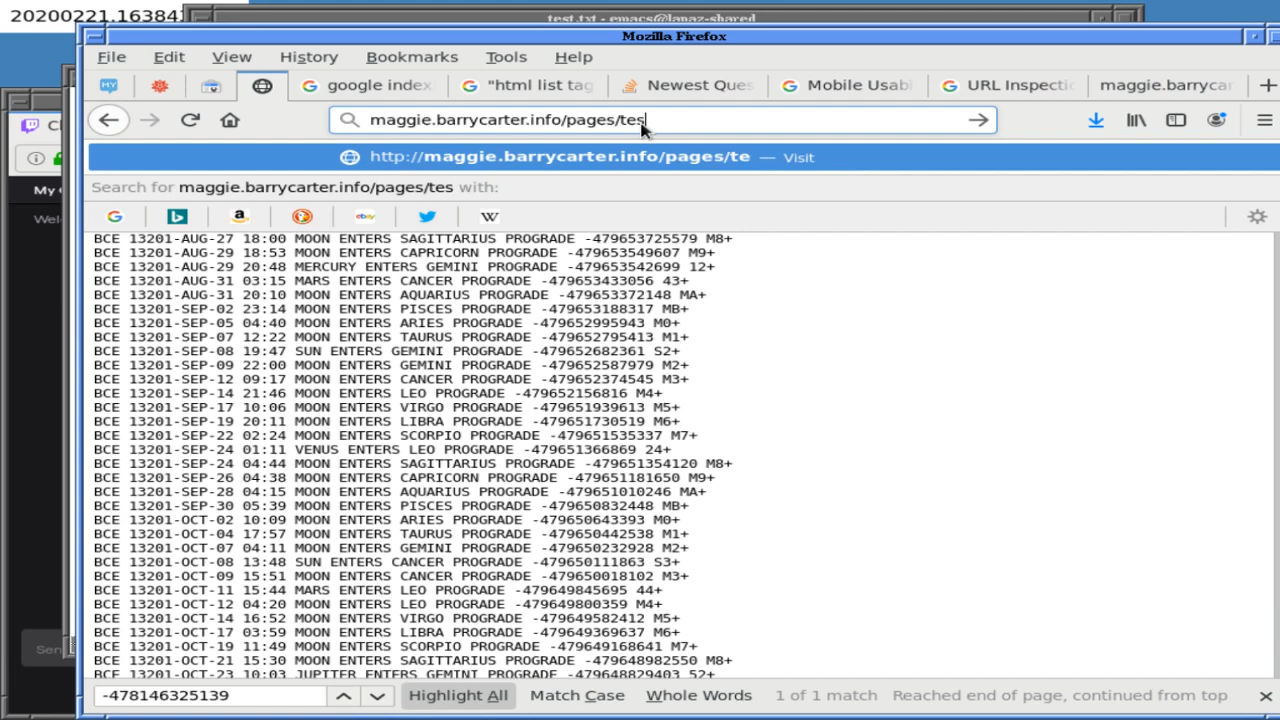 20200221.16384
test.txt - emacs@lapaz-shared
Mozilla Firefox
File Edit View History Bookmarks Tools Help
google index "html list tag Newest Ques Mobile Usabi URL Inspectio maggie.barrycar
maggie.barrycarter.info/pages/tes
http://maggie.barrycarter.info/pages/te — Visit
Search for maggie.barrycarter.info/pages/tes with:
BCE 13201-AUG-27 18:00 MOON ENTERS SAGITTARIUS PROGRADE -479653725579 M8+
BCE 13201-AUG-29 18:53 MOON ENTERS CAPRICORN PROGRADE -479653549607 M9+
BCE 13201-AUG-29 20:48 MERCURY ENTERS GEMINI PROGRADE -479653542699 12+
BCE 13201-AUG-31 03:15 MARS ENTERS CANCER PROGRADE -479653433056 43+
BCE 13201-AUG-31 20:10 MOON ENTERS AQUARIUS PROGRADE -479653372148 MA+
BCE 13201-SEP-02 23:14 MOON ENTERS PISCES PROGRADE -479653188317 MB+
BCE 13201-SEP-05 04:40 MOON ENTERS ARIES PROGRADE -479652995943 M0+
BCE 13201-SEP-07 12:22 MOON ENTERS TAURUS PROGRADE -479652795413 M1+
BCE 13201-SEP-08 19:47 SUN ENTERS GEMINI PROGRADE -479652682361 S2+
BCE 13201-SEP-09 22:00 MOON ENTERS GEMINI PROGRADE -479652587979 M2+
BCE 13201-SEP-12 09:17 MOON ENTERS CANCER PROGRADE -479652374545 M3+
BCE 13201-SEP-14 21:46 MOON ENTERS LEO PROGRADE -479652156816 M4+
BCE 13201-SEP-17 10:06 MOON ENTERS VIRGO PROGRADE -479651939613 M5+
BCE 13201-SEP-19 20:11 MOON ENTERS LIBRA PROGRADE -479651730519 M6+
BCE 13201-SEP-22 02:24 MOON ENTERS SCORPIO PROGRADE -479651535337 M7+
BCE 13201-SEP-24 01:11 VENUS ENTERS LEO PROGRADE -479651366869 24+
BCE 13201-SEP-24 04:44 MOON ENTERS SAGITTARIUS PROGRADE -479651354120 M8+
BCE 13201-SEP-26 04:38 MOON ENTERS CAPRICORN PROGRADE -479651181650 M9+
BCE 13201-SEP-28 04:15 MOON ENTERS AQUARIUS PROGRADE -479651010246 MA+
BCE 13201-SEP-30 05:39 MOON ENTERS PISCES PROGRADE -479650832448 MB+
BCE 13201-OCT-02 10:09 MOON ENTERS ARIES PROGRADE -479650643393 M0+
BCE 13201-OCT-04 17:57 MOON ENTERS TAURUS PROGRADE -479650442538 M1+
BCE 13201-OCT-07 04:11 MOON ENTERS GEMINI PROGRADE -479650232928 M2+
BCE 13201-OCT-08 13:48 SUN ENTERS CANCER PROGRADE -479650111863 S3+
BCE 13201-OCT-09 15:51 MOON ENTERS CANCER PROGRADE -479650018102 M3+
BCE 13201-OCT-11 15:44 MARS ENTERS LEO PROGRADE -479649845695 44+
BCE 13201-OCT-12 04:20 MOON ENTERS LEO PROGRADE -479649800359 M4+
BCE 13201-OCT-14 16:52 MOON ENTERS VIRGO PROGRADE -479649582412 M5+
BCE 13201-OCT-17 03:59 MOON ENTERS LIBRA PROGRADE -479649369637 M6+
BCE 13201-OCT-19 11:49 MOON ENTERS SCORPIO PROGRADE -479649168641 M7+
BCE 13201-OCT-21 15:30 MOON ENTERS SAGITTARIUS PROGRADE -479648982550 M8+
BCE 13201-OCT-23 10:03 JUPITER ENTERS GEMINI PROGRADE -479648829403 52+
-478146325139 Highlight All Match Case Whole Words 1 of 1 match Reached end of page, continued from top